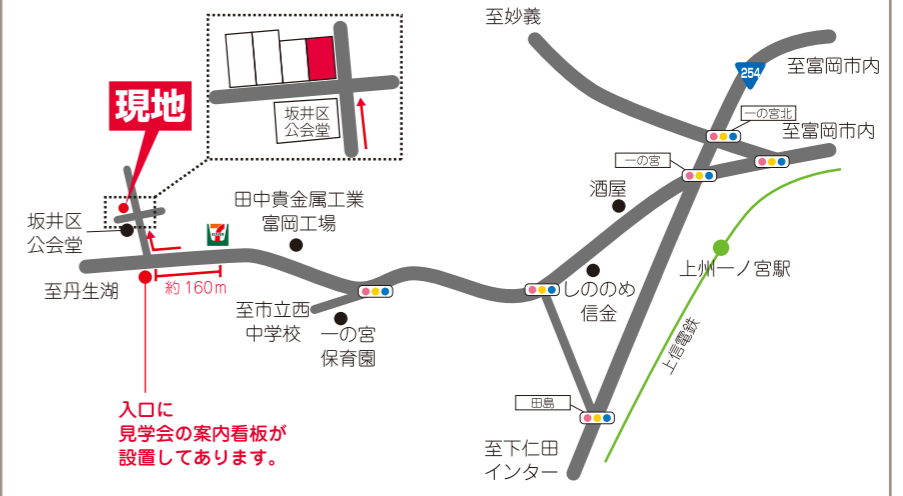 至妙義
254
至富岡市内
一の宮北
至富岡市内
現地
坂井区
公会堂
一の宮
酒屋
田中貴金属工業
富岡工場
坂井区
公会堂
上州一ノ宮駅
至丹生湖
約160m
しののめ
信金
至市立西
中学校
一の宮
保育園
上信電鉄
田島
入口に
見学会の案内看板が
設置してあります。
至下仁田
インター